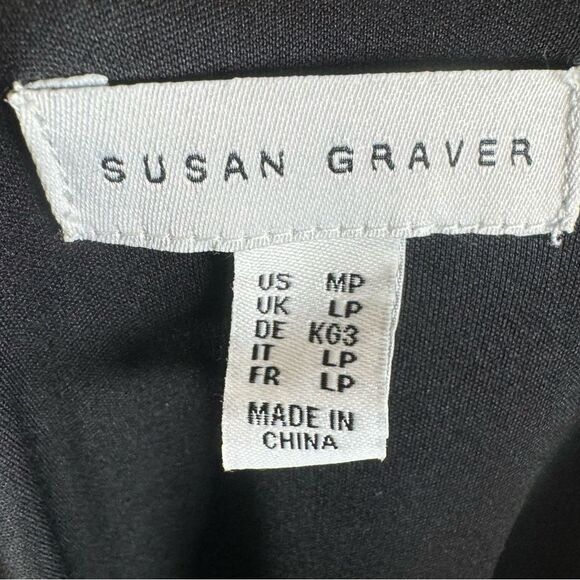 SUSAN GRAVER
US MP
UK LP
DE KG3
IT LP
FR LP
MADE IN
CHINA